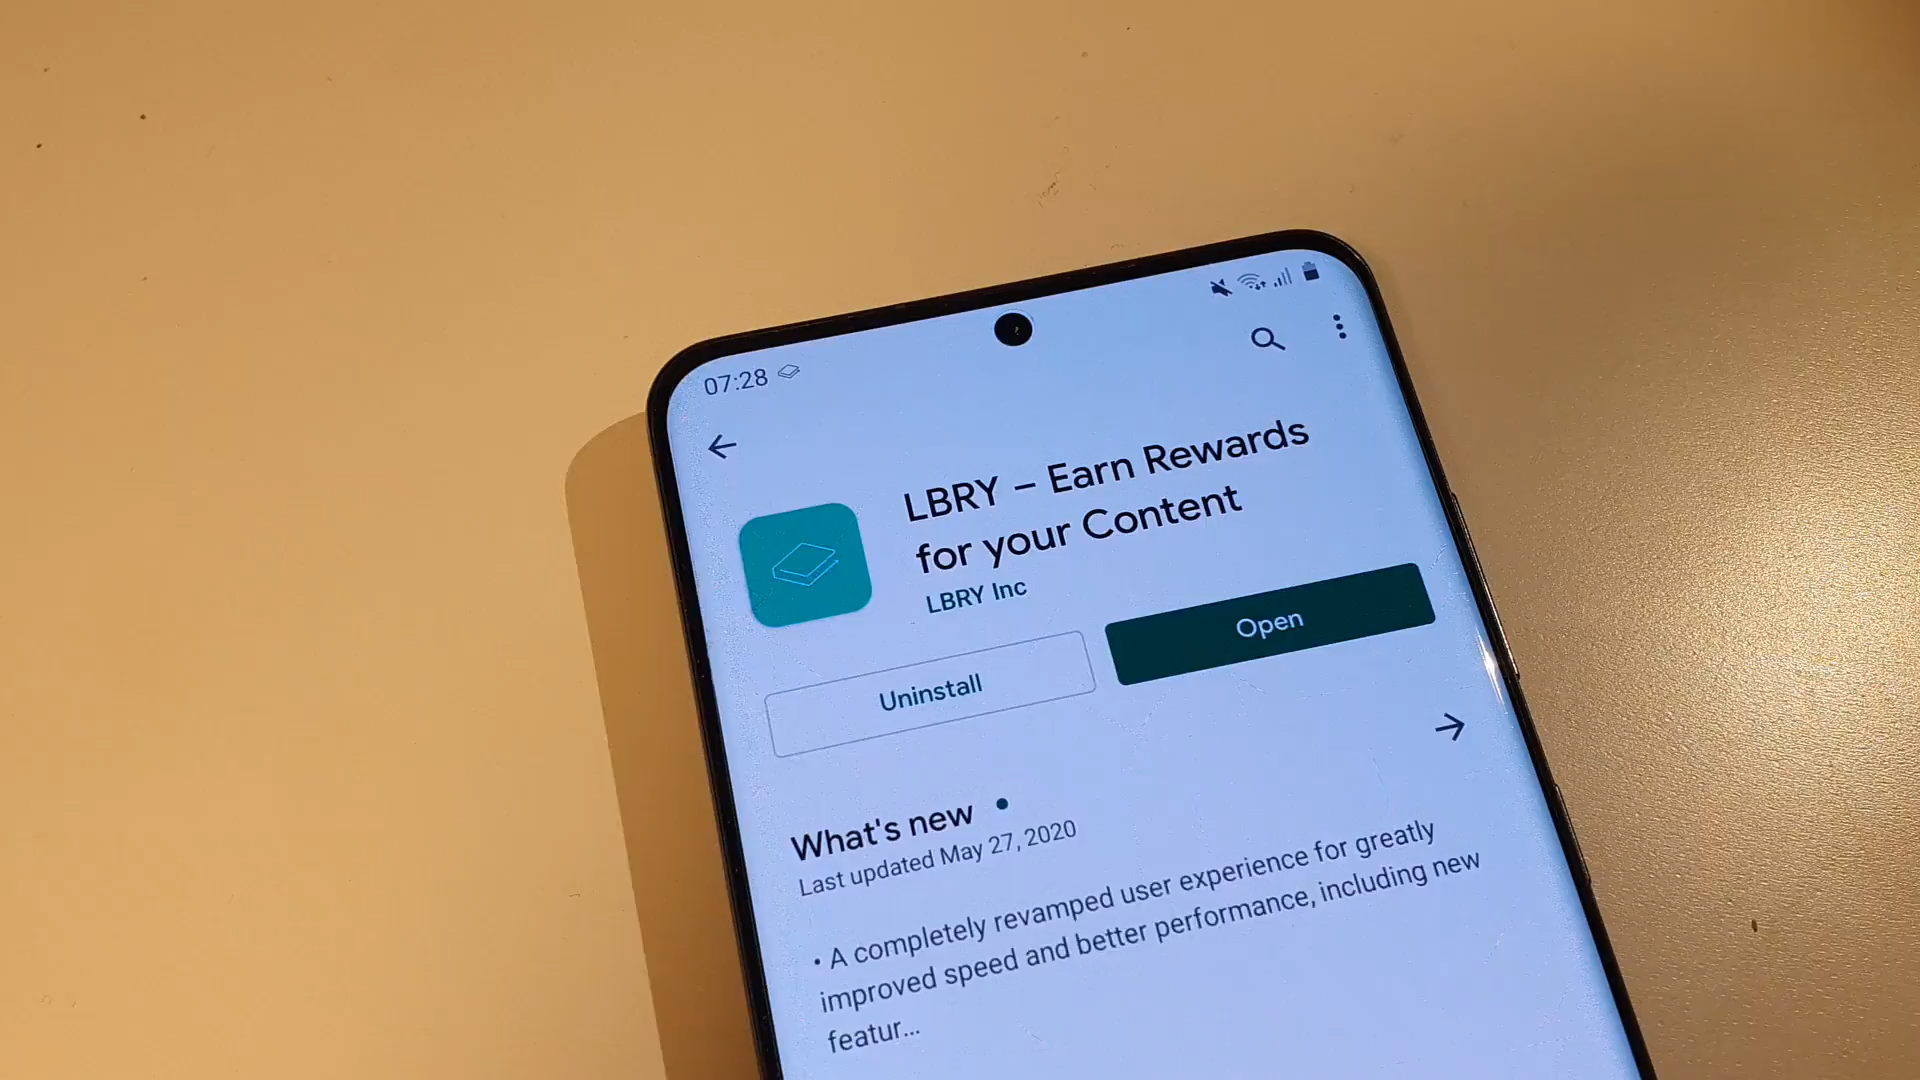 07:28
LBRY – Earn Rewards
for your Content
LBRY Inc
Uninstall
Open
What's new
Last updated May 27, 2020
• A completely revamped user experience for greatly
improved speed and better performance, including new
featur...